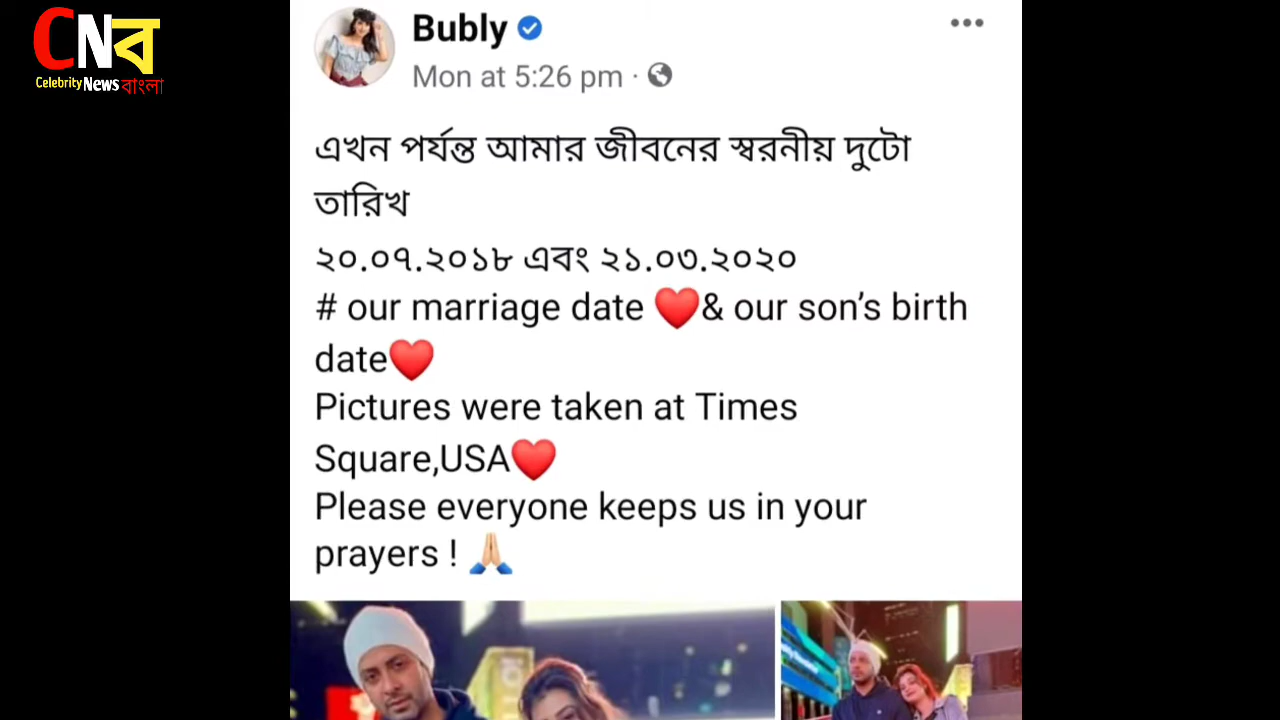 CNব
Celebrity News বাংলা
Bubly
Mon at 5:26 pm ·
এখন পর্যন্ত আমার জীবনের স্বরনীয় দুটো
তারিখ
২০.০৭.২০১৮ এবং ২১.০৩.২০২০
# our marriage date ❤️& our son’s birth
date❤️
Pictures were taken at Times
Square,USA❤️
Please everyone keeps us in your
prayers ! 🙏🏻